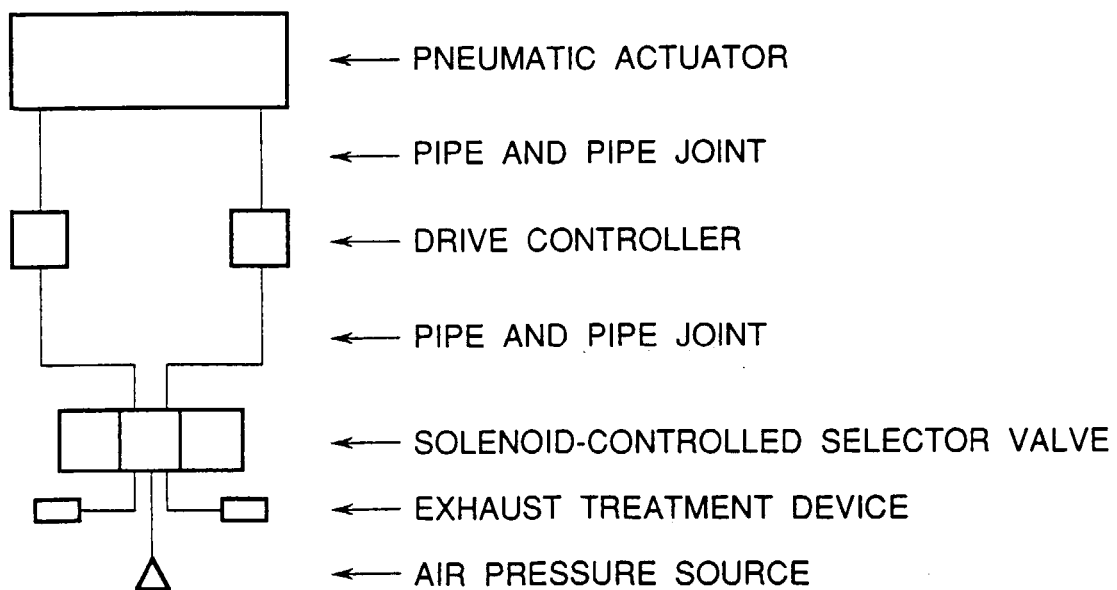 PNEUMATIC ACTUATOR
PIPE AND PIPE JOINT
DRIVE CONTROLLER
PIPE AND PIPE JOINT
SOLENOID-CONTROLLED SELECTOR VALVE
EXHAUST TREATMENT DEVICE
AIR PRESSURE SOURCE